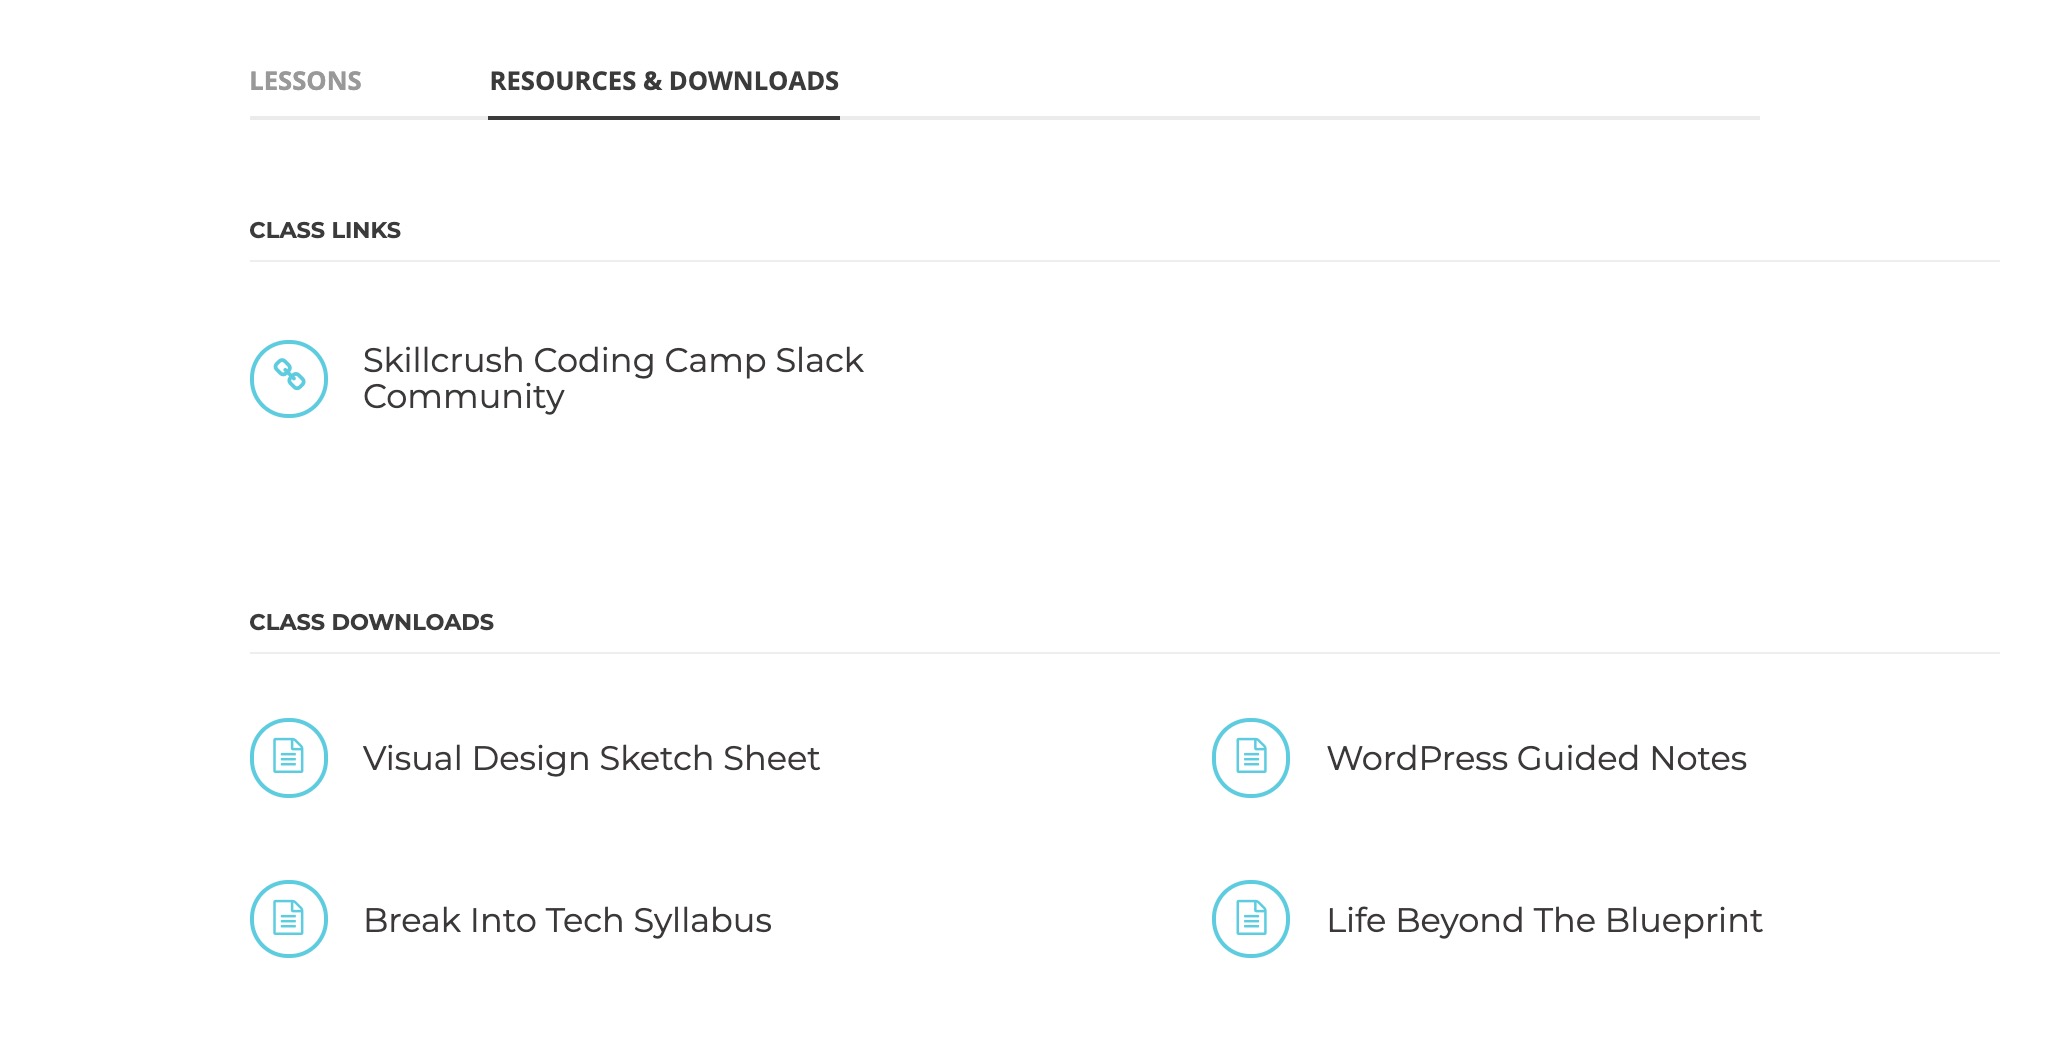 LESSONS
RESOURCES & DOWNLOADS
CLASS LINKS
Skillcrush Coding Camp Slack
Community
CLASS DOWNLOADS
Visual Design Sketch Sheet
WordPress Guided Notes
Break Into Tech Syllabus
Life Beyond The Blueprint